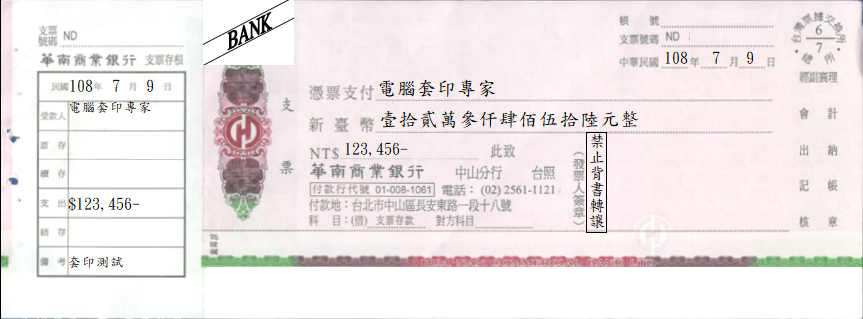 支票
號碼 ND
華南商業銀行 支票存根
民國 108年 7 月 9 日
受款人 電腦套印專家
原 存
續 存
支 出 $123,456-
結 存
備 考 套印測試
BANK
支
票
帳 號
支票號碼 ND
中華民國 108年 7 月 9 日
台灣票據交換所
6
7
總 所
憑票支付 電腦套印專家
新臺幣 壹拾貳萬參仟肆佰伍拾陸元整
NT$ 123,456- 此致
華南商業銀行 中山分行 台照
付款行代號 01-008-1061 電話：(02) 2561-1121
付款地：台北市中山區長安東路一段十八號
科 目：(借) 支票存款 對方科目
(發票人簽章)
禁止背書轉讓
經副襄理
會 計
出 納
記 帳
核 章